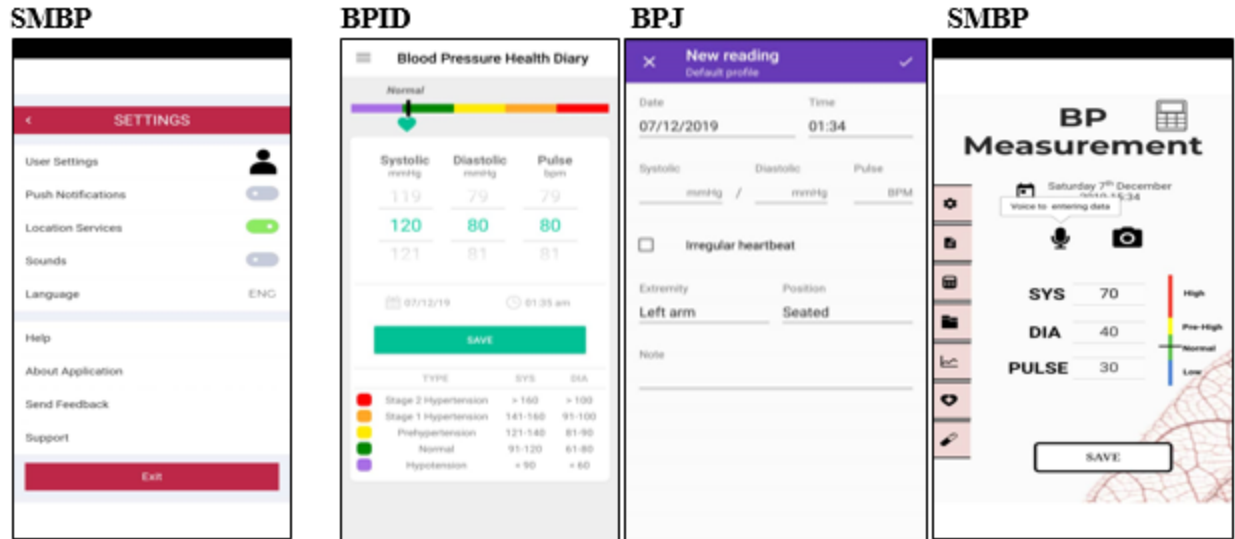 SMBP
SETTINGS
User Settings
Push Notifications
Location Services
Sounds
Language ENG
Help
About Application
Send Feedback
Support
Exit
BPID
Blood Pressure Health Diary
Normal
Systolic Diastolic Pulse
mmHg mmHg bpm
119 79 79
120 80 80
121 81 81
07/12/19 01:35 am
SAVE
TYPE SYS DIA
Stage 2 Hypertension > 160 > 100
Stage 1 Hypertension 141-160 91-100
Prehypertension 121-140 81-90
Normal 91-120 61-80
Hypotension < 90 < 60
BPJ
New reading
Default profile
Date Time
07/12/2019 01:34
Systolic Diastolic Pulse
mmHg / mmHg BPM
Irregular heartbeat
Extremity Position
Left arm Seated
Note
SMBP
BP
Measurement
Saturday 7th December
15:34
Voice to entering data
SYS 70
DIA 40
PULSE 30
High
Pre-High
Normal
Low
SAVE